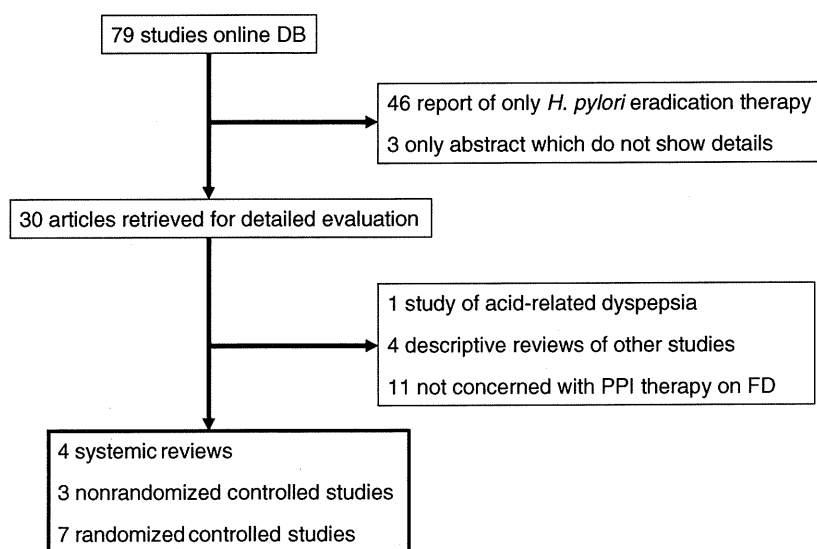 79 studies online DB
46 report of only H. pylori eradication therapy
3 only abstract which do not show details
30 articles retrieved for detailed evaluation
1 study of acid-related dyspepsia
4 descriptive reviews of other studies
11 not concerned with PPI therapy on FD
4 systemic reviews
3 nonrandomized controlled studies
7 randomized controlled studies